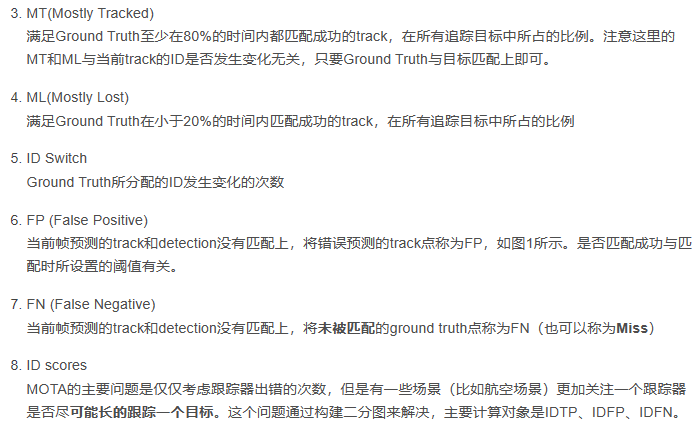 3. MT(Mostly Tracked)
满足Ground Truth至少在80%的时间内都匹配成功的track，在所有追踪目标中所占的比例。注意这里的
MT和ML与当前track的ID是否发生变化无关，只要Ground Truth与目标匹配上即可。
4. ML(Mostly Lost)
满足Ground Truth在小于20%的时间内匹配成功的track，在所有追踪目标中所占的比例
5. ID Switch
Ground Truth所分配的ID发生变化的次数
6. FP (False Positive)
当前帧预测的track和detection没有匹配上，将错误预测的track点称为FP，如图1所示。是否匹配成功与匹
配时所设置的阈值有关。
7. FN (False Negative)
当前帧预测的track和detection没有匹配上，将未被匹配的ground truth点称为FN（也可以称为Miss）
8. ID scores
MOTA的主要问题是仅仅考虑跟踪器出错的次数，但是有一些场景（比如航空场景）更加关注一个跟踪器
是否尽可能长的跟踪一个目标。这个问题通过构建二分图来解决，主要计算对象是IDTP、IDFP、IDFN。